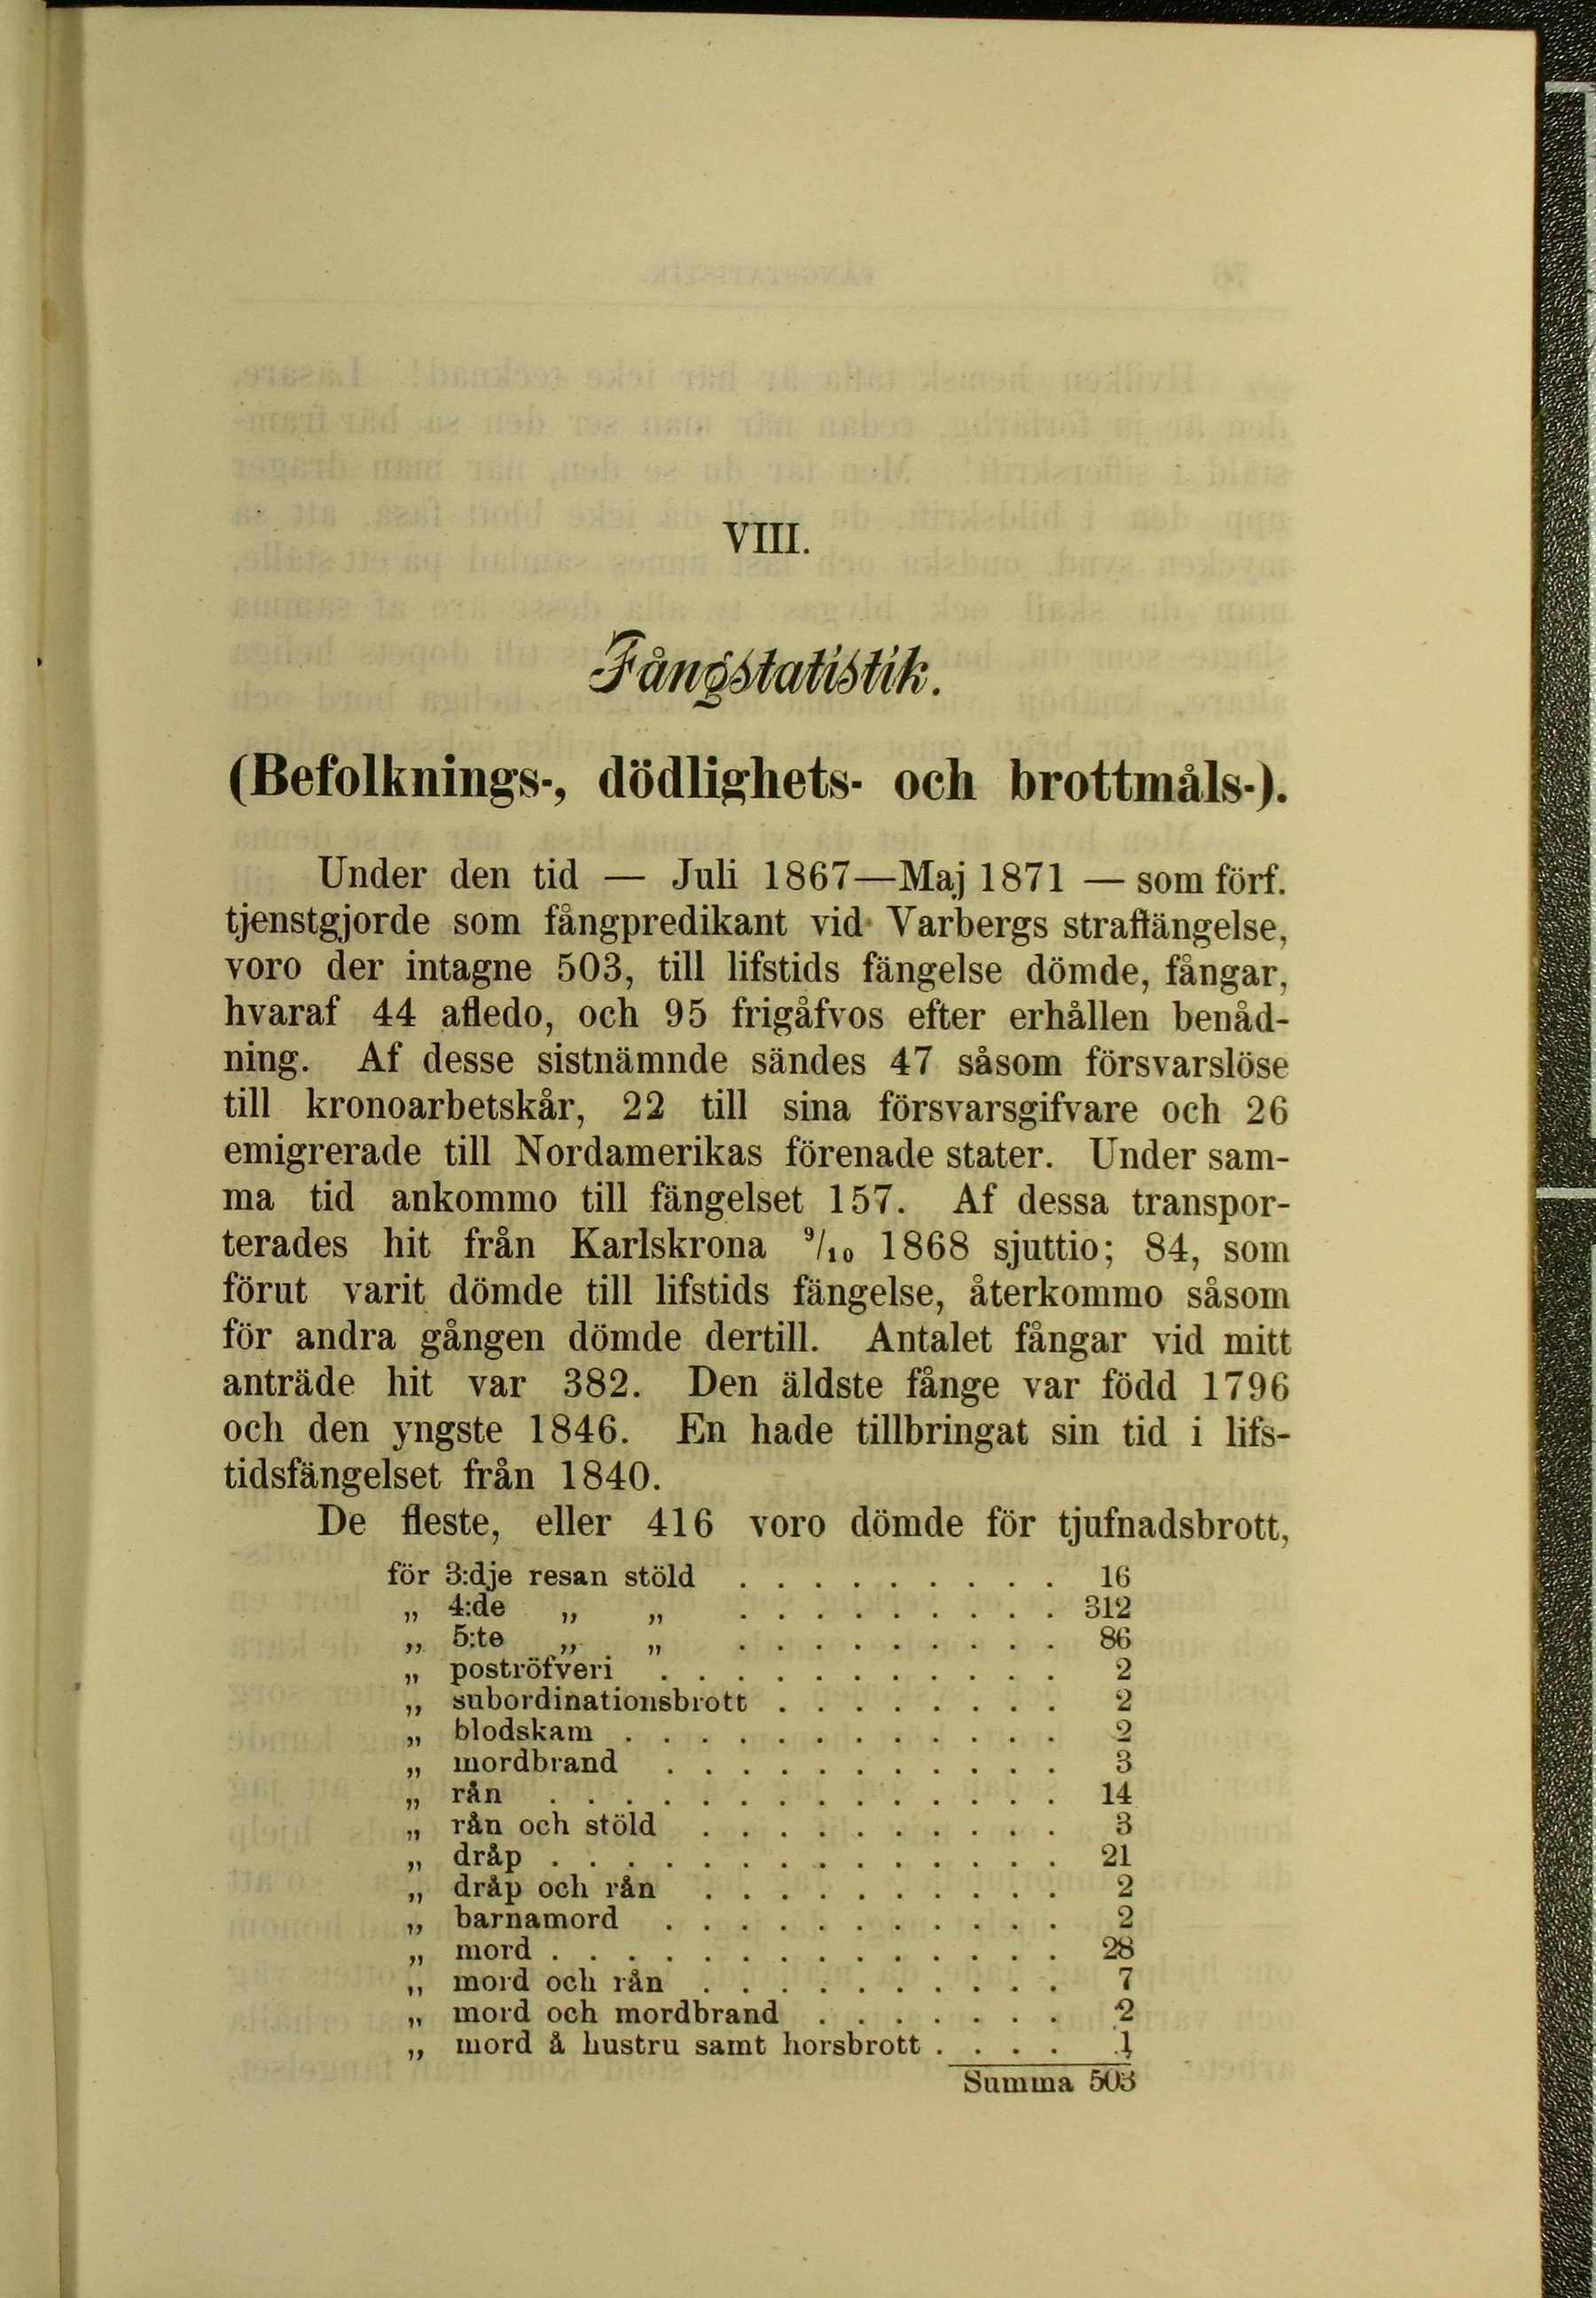 VIII.
Fångstatistik.
(Befolknings-, dödlighets- och brottmåls-).
Under den tid — Juli 1867—Maj 1871 — som förf.
tjenstgjorde som fångpredikant vid Varbergs straffängelse,
voro der intagne 503, till lifstids fängelse dömde, fångar,
hvaraf 44 afledo, och 95 frigåfvos efter erhållen benåd-
ning. Af desse sistnämnde sändes 47 såsom försvarslöse
till kronoarbetskår, 22 till sina försvarsgifvare och 26
emigrerade till Nordamerikas förenade stater. Under sam-
ma tid ankommo till fängelset 157. Af dessa transpor-
terades hit från Karlskrona 9/10 1868 sjuttio; 84, som
förut varit dömde till lifstids fängelse, återkommo såsom
för andra gången dömde dertill. Antalet fångar vid mitt
anträde hit var 382. Den äldste fånge var född 1796
och den yngste 1846. En hade tillbringat sin tid i lifs-
tidsfängelset från 1840.
De fleste, eller 416 voro dömde för tjufnadsbrott,
för 3:dje resan stöld . . . . . . . . . 16
„ 4:de „ „ . . . . . . . . . 312
„ 5:te „ „ . . . . . . . . . 86
„ poströfveri . . . . . . . . . . . 2
„ subordinationsbrott . . . . . . . . 2
„ blodskam . . . . . . . . . . . . 2
„ mordbrand . . . . . . . . . . . 3
„ rån . . . . . . . . . . . . . . 14
„ rån och stöld . . . . . . . . . . 3
„ dråp . . . . . . . . . . . . . . 21
„ dråp och rån . . . . . . . . . . 2
„ barnamord . . . . . . . . . . . 2
„ mord . . . . . . . . . . . . . . 28
„ mord och rån . . . . . . . . . . 7
„ mord och mordbrand . . . . . . . 2
„ mord å hustru samt horsbrott . . . . 1
Summa 503